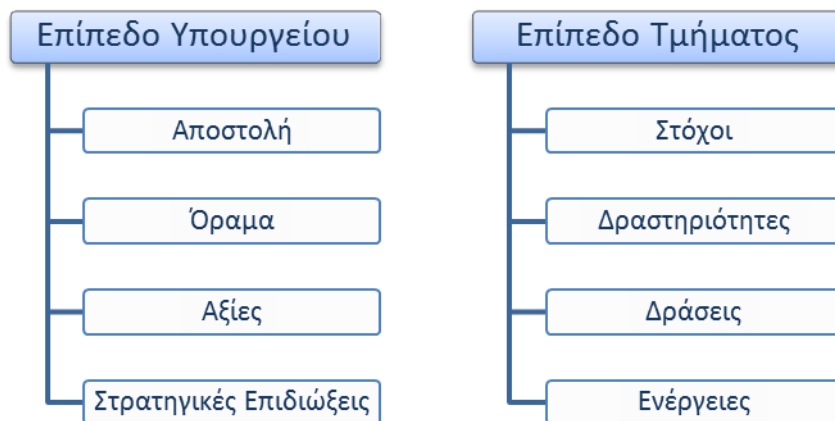 Επίπεδο Υπουργείου
Αποστολή
Όραμα
Αξίες
Στρατηγικές Επιδιώξεις
Επίπεδο Τμήματος
Στόχοι
Δραστηριότητες
Δράσεις
Ενέργειες